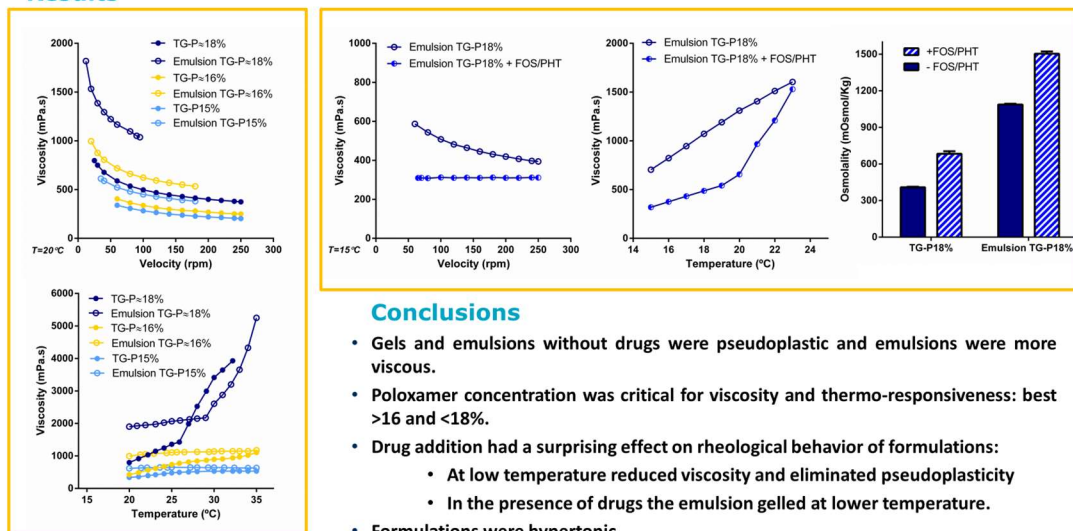 Results
2000
1500
1000
500
0
Viscosity (mPa.s)
TG-P≈18%
Emulsion TG-P≈18%
TG-P≈16%
Emulsion TG-P≈16%
TG-P15%
Emulsion TG-P15%
0 100 200 300
T=20ºC
Velocity (rpm)
6000
5000
4000
3000
2000
1000
0
Viscosity (mPa.s)
TG-P≈18%
Emulsion TG-P≈18%
TG-P≈16%
Emulsion TG-P≈16%
TG-P15%
Emulsion TG-P15%
15 20 25 30 35
Temperature (ºC)
1000
800
600
400
200
0
Viscosity (mPa.s)
Emulsion TG-P18%
Emulsion TG-P18% + FOS/PHT
0 50 100 150 200 250 300
T=15ºC
Velocity (rpm)
2000
1500
1000
500
0
Viscosity (mPa.s)
Emulsion TG-P18%
Emulsion TG-P18% + FOS/PHT
14 16 18 20 22 24
Temperature (ºC)
1500
1200
900
600
300
0
Osmolality (mOsmol/Kg)
+FOS/PHT
- FOS/PHT
TG-P18% Emulsion TG-P18%
Conclusions
• Gels and emulsions without drugs were pseudoplastic and emulsions were more
viscous.
• Poloxamer concentration was critical for viscosity and thermo-responsiveness: best
>16 and <18%.
• Drug addition had a surprising effect on rheological behavior of formulations:
• At low temperature reduced viscosity and eliminated pseudoplasticity
• In the presence of drugs the emulsion gelled at lower temperature.
• Formulations were hypertonic